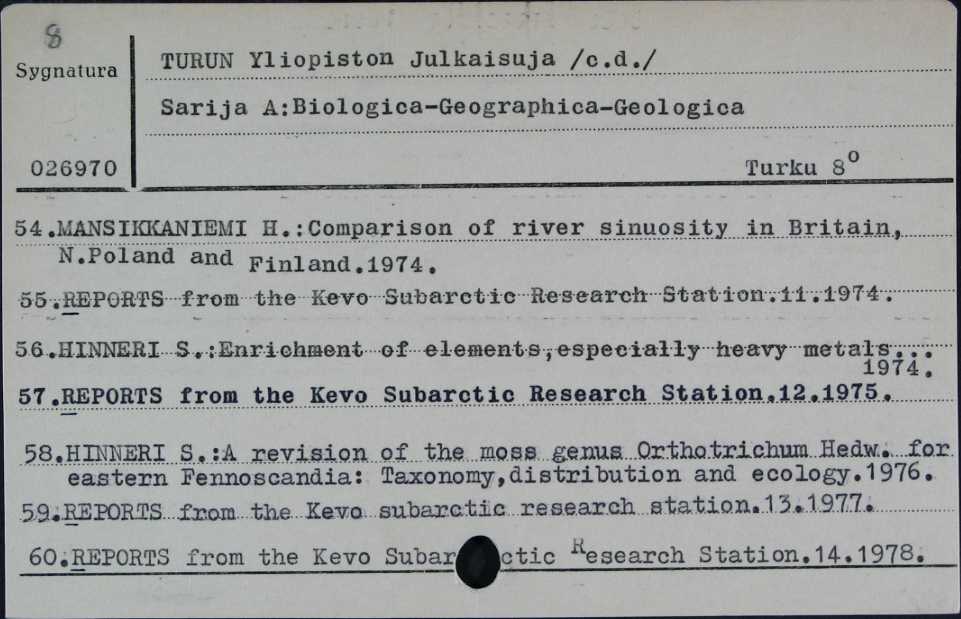 8
Sygnatura
TURUN Yliopiston Julkaisuja /c.d./
Sarija A:Biologica-Geographica-Geologica
026970
Turku 8°
54.MANSIKKANIEMI H.:Comparison of river sinuosity in Britain,
N.Poland and Finland.1974.
55.REPORTS from the Kevo Subarctic Research Station.11.1974.
56.HINNERI S.:Enrichment of elements,especially heavy metals...
1974.
57.REPORTS from the Kevo Subarctic Research Station.12.1975.
58.HINNERI S.:A revision of the moss genus Orthotrichum Hedw. for
eastern Fennoscandia: Taxonomy,distribution and ecology.1976.
59.REPORTS from the Kevo subarctic research station.13.1977.
60.REPORTS from the Kevo Subarctic Research Station.14.1978.